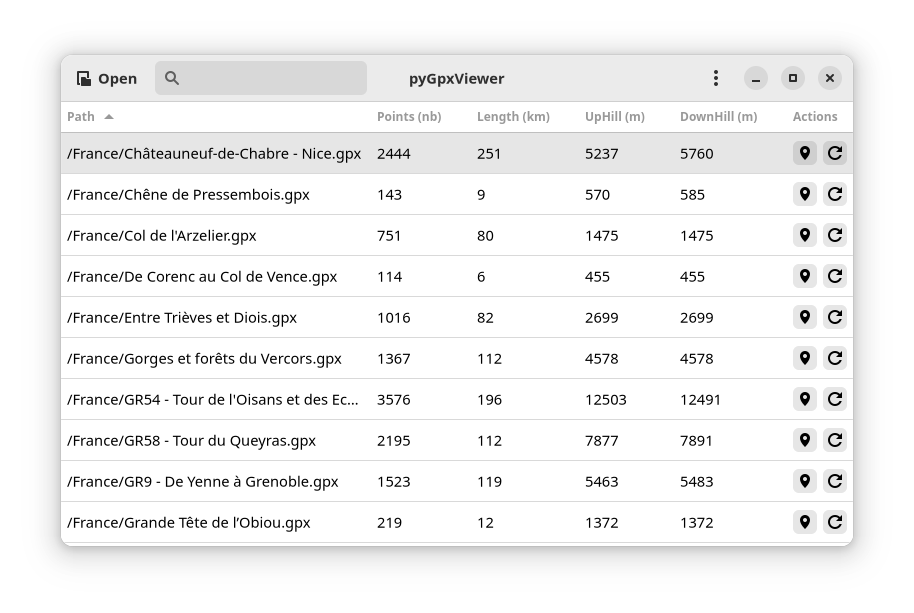 Open pyGpxViewer
Path Points (nb) Length (km) UpHill (m) DownHill (m) Actions
/France/Châteauneuf-de-Chabre - Nice.gpx 2444 251 5237 5760
/France/Chêne de Pressembois.gpx 143 9 570 585
/France/Col de l'Arzelier.gpx 751 80 1475 1475
/France/De Corenc au Col de Vence.gpx 114 6 455 455
/France/Entre Trièves et Diois.gpx 1016 82 2699 2699
/France/Gorges et forêts du Vercors.gpx 1367 112 4578 4578
/France/GR54 - Tour de l'Oisans et des Ec... 3576 196 12503 12491
/France/GR58 - Tour du Queyras.gpx 2195 112 7877 7891
/France/GR9 - De Yenne à Grenoble.gpx 1523 119 5463 5483
/France/Grande Tête de l’Obiou.gpx 219 12 1372 1372